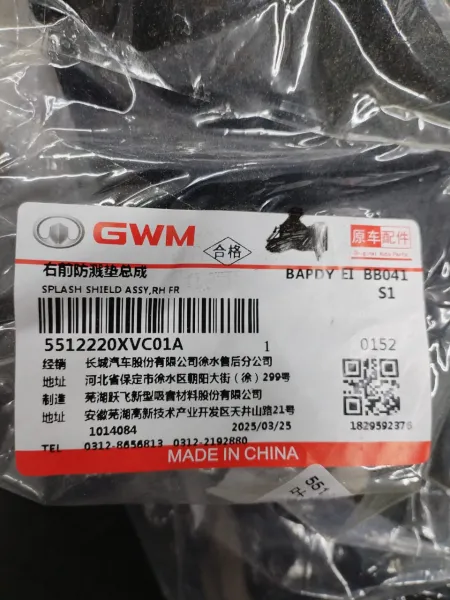 GWM
合格
原车配件
Original Auto Parts
右前防溅垫总成
BAPDY EI BB041
SPLASH SHIELD ASSY,RH FR
S1
5512220XVC01A 1 0152
经销 长城汽车股份有限公司徐水售后分公司
地址 河北省保定市徐水区朝阳大街（徐）299号
制造 芜湖跃飞新型吸音材料股份有限公司
地址 安徽芜湖高新技术产业开发区天井山路21号
1014084 2025/03/25 1829592376
TEL 0312-8656813 0312-2192880
MADE IN CHINA
551